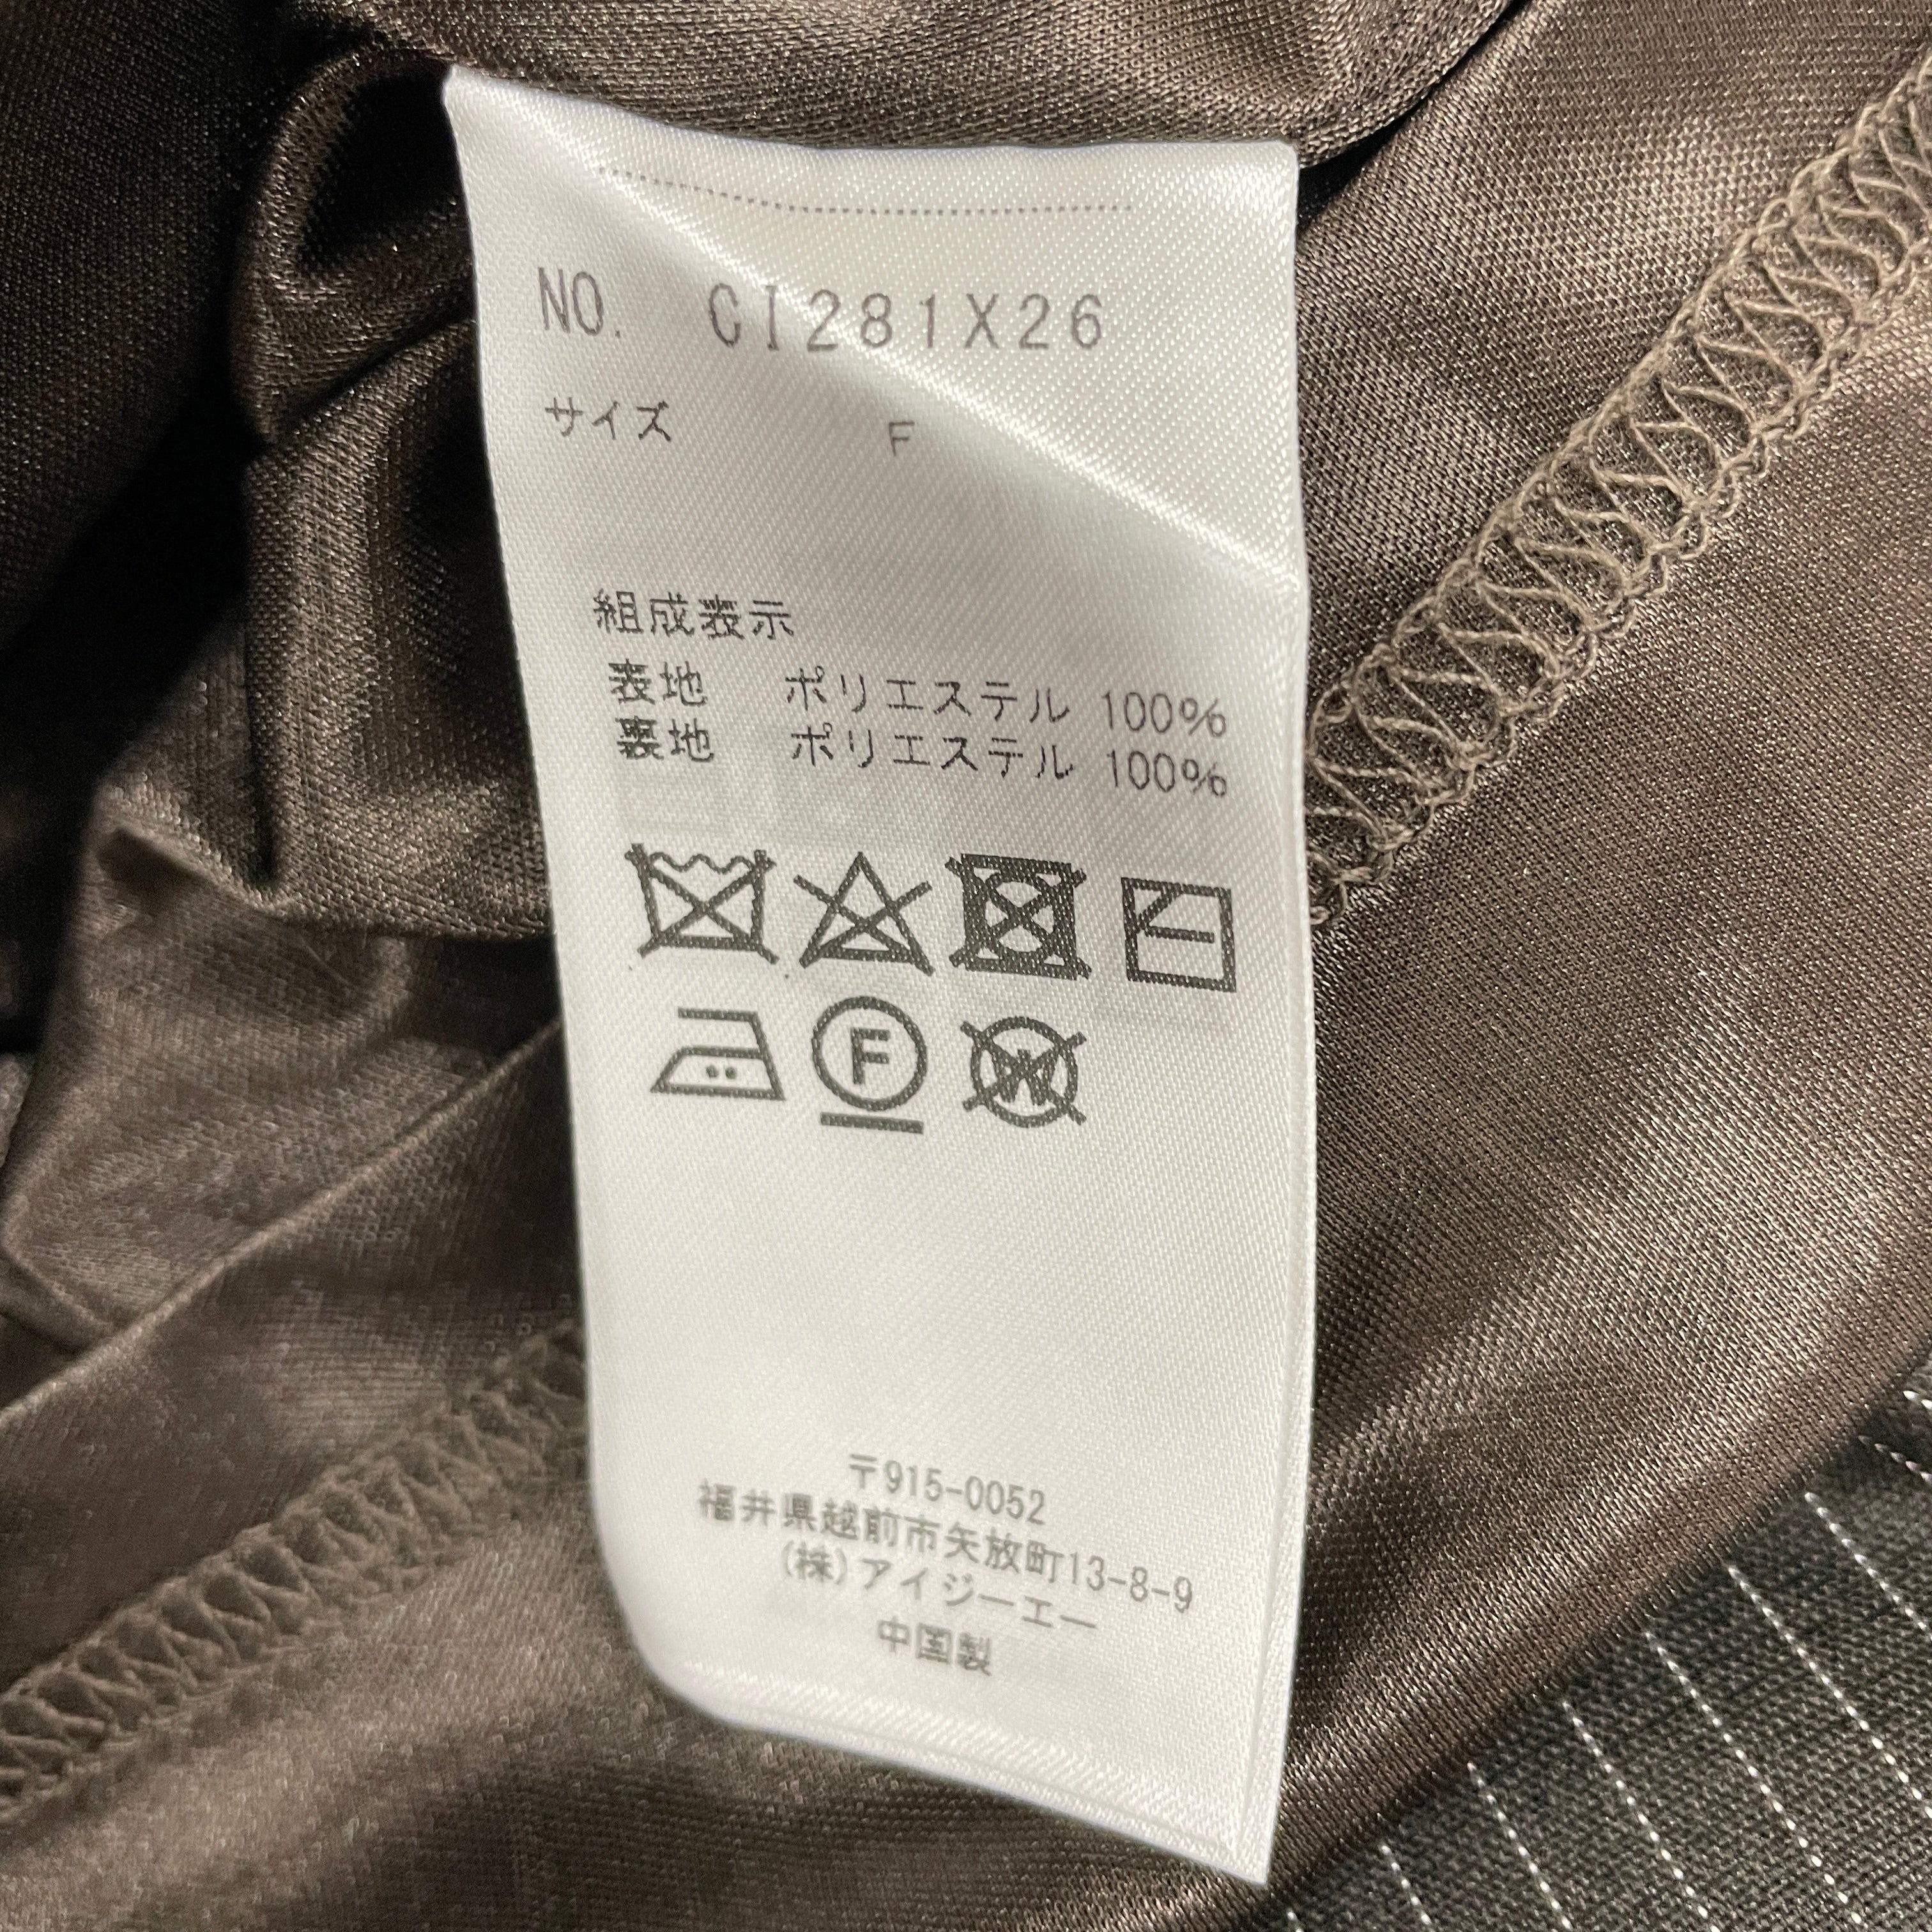 NO. CI281X26
サイズ F
組成表示
表地 ポリエステル 100%
裏地 ポリエステル 100%
F
W
〒915-0052
福井県越前市矢放町13-8-9
(株)アイジーエー
中国製